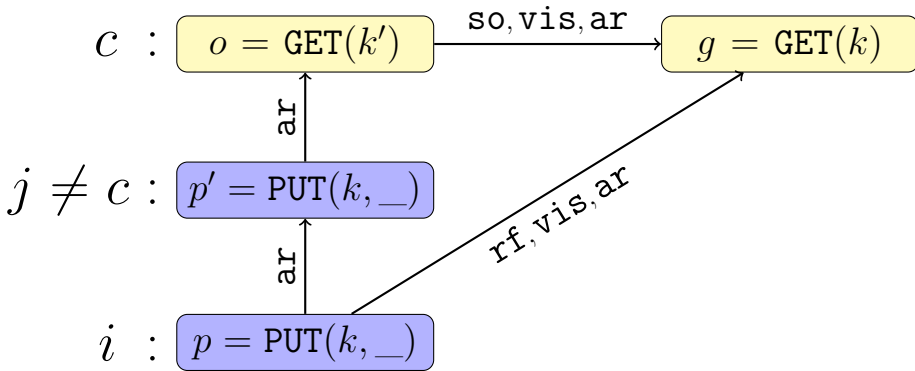 c : o = GET(k′) so,vis,ar g = GET(k)
ar
j ≠ c : p′ = PUT(k, _)
ar rf,vis,ar
i : p = PUT(k, _)